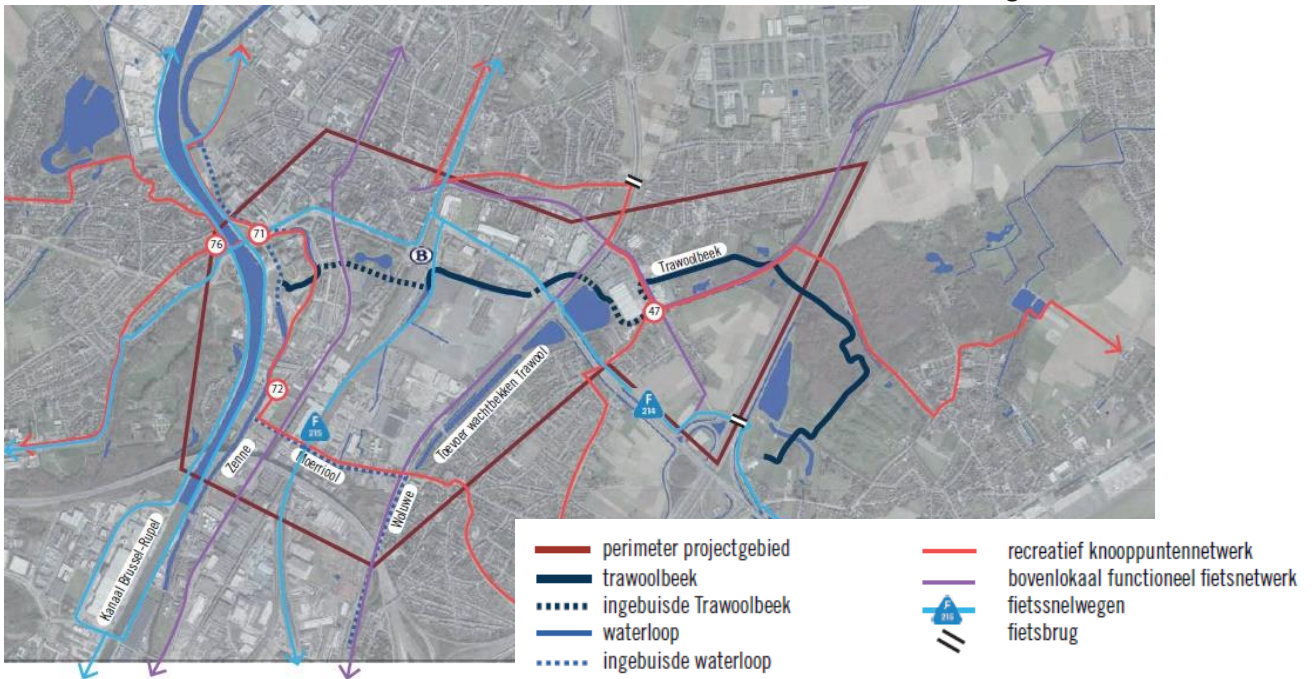 76
71
B
Trawoolbeek
47
72
F
214
F
215
Toevoer wachtbekken Trawool
Zenne
Moerriool
Woluwe
Kanaal Brussel-Rupel
perimeter projectgebied
trawoolbeek
ingebuisde Trawoolbeek
waterloop
ingebuisde waterloop
recreatief knooppuntennetwerk
bovenlokaal functioneel fietsnetwerk
F
215
fietssnelwegen
fietsbrug